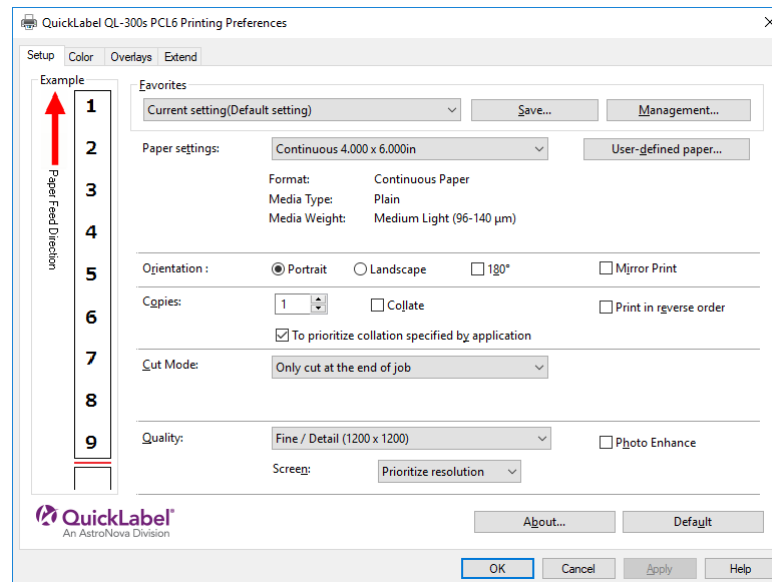 QuickLabel QL-300s PCL6 Printing Preferences
Setup Color Overlays Extend
Example
1
2
3
4
5
6
7
8
9
Paper Feed Direction
Favorites
Current setting(Default setting) Save... Management...
Paper settings: Continuous 4.000 x 6.000in User-defined paper...
Format: Continuous Paper
Media Type: Plain
Media Weight: Medium Light (96-140 μm)
Orientation : Portrait Landscape 180° Mirror Print
Copies: 1 Collate Print in reverse order
To prioritize collation specified by application
Cut Mode: Only cut at the end of job
Quality: Fine / Detail (1200 x 1200) Photo Enhance
Screen: Prioritize resolution
QuickLabel®
An AstroNova Division
About... Default
OK Cancel Apply Help